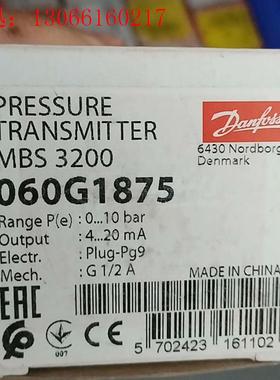 13066160217
PRESSURE
TRANSMITTER
MBS 3200
060G1875
Danfoss
6430 Nordborg
Denmark
Range P(e) : 0...10 bar
Output : 4...20 mA
Electr. : Plug-Pg9
Mech. : G 1/2 A
MADE IN CHINA
EAC
007
5 702423 161102